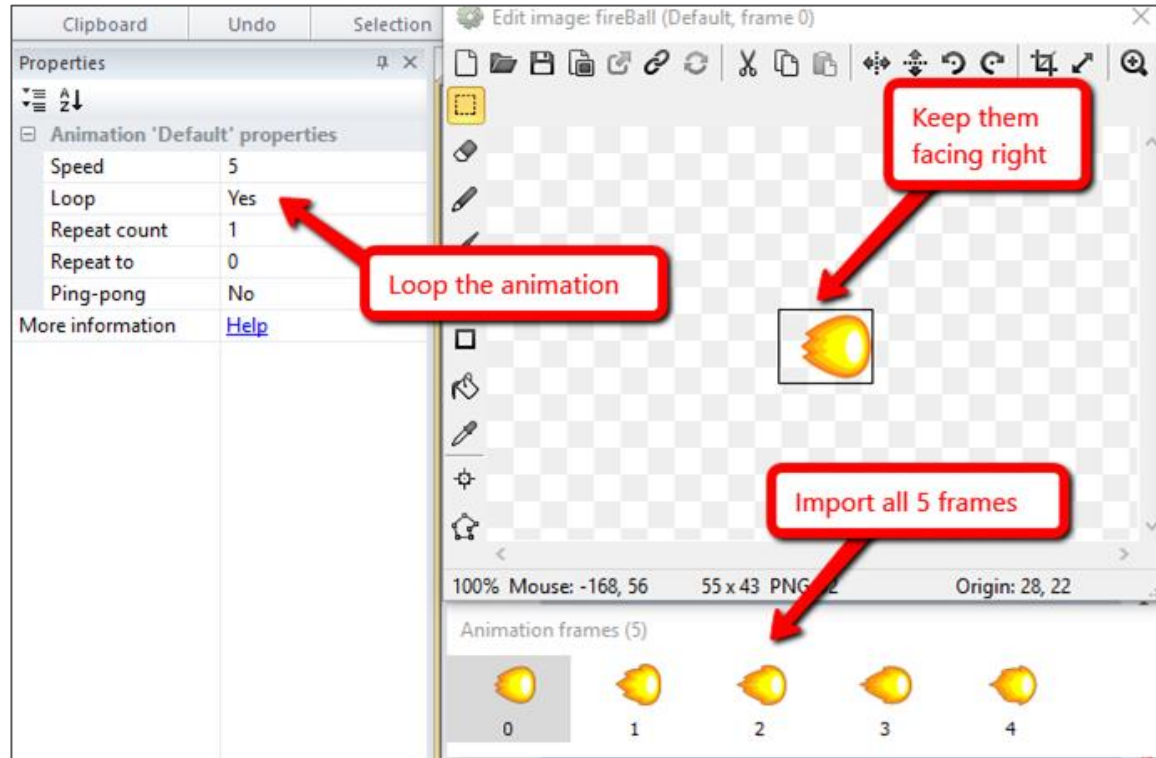 Clipboard Undo Selection
Edit image: fireBall (Default, frame 0)
Properties
Animation 'Default' properties
Speed 5
Loop Yes
Repeat count 1
Repeat to 0
Ping-pong No
More information Help
Keep them
facing right
Loop the animation
Import all 5 frames
100% Mouse: -168, 56 55 x 43 PNG Origin: 28, 22
Animation frames (5)
0 1 2 3 4